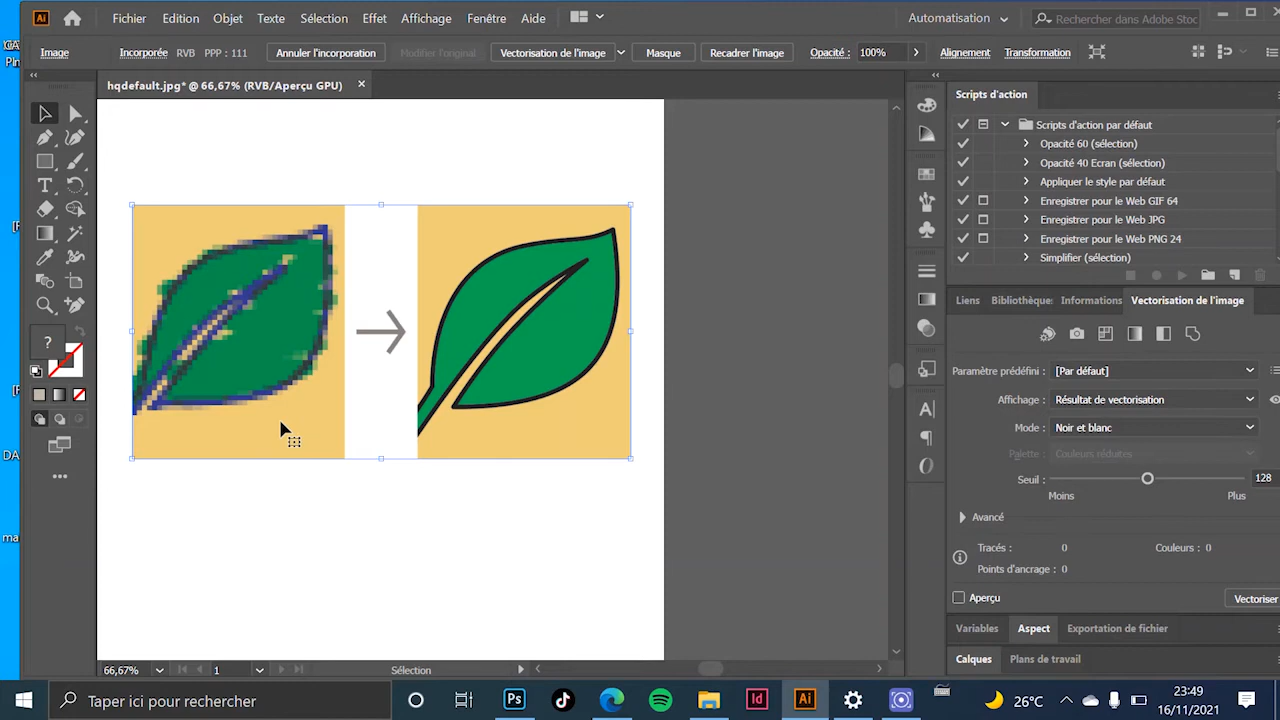 Ai Fichier Edition Objet Texte Sélection Effet Affichage Fenêtre Aide Automatisation Rechercher dans Adobe Stoc
Image Incorporée RVB PPP : 111 Annuler l'incorporation Modifier l'original Vectorisation de l'image Masque Recadrer l'image Opacité : 100% Alignement Transformation
hqdefault.jpg* @ 66,67% (RVB/Aperçu GPU)
Scripts d'action
Scripts d'action par défaut
Opacité 60 (sélection)
Opacité 40 Ecran (sélection)
Appliquer le style par défaut
Enregistrer pour le Web GIF 64
Enregistrer pour le Web JPG
Enregistrer pour le Web PNG 24
Simplifier (sélection)
Liens Bibliothèque: Informations Vectorisation de l'image
Paramètre prédéfini : [Par défaut]
Affichage : Résultat de vectorisation
Mode : Noir et blanc
Palette : Couleurs réduites
Seuil : 128
Moins Plus
Avancé
Tracés : 0 Couleurs : 0
Points d'ancrage : 0
Aperçu Vectoriser
Variables Aspect Exportation de fichier
Calques Plans de travail
66,67% 1 Sélection
Taper ici pour rechercher Ps Id Ai 26°C 23:49
16/11/2021